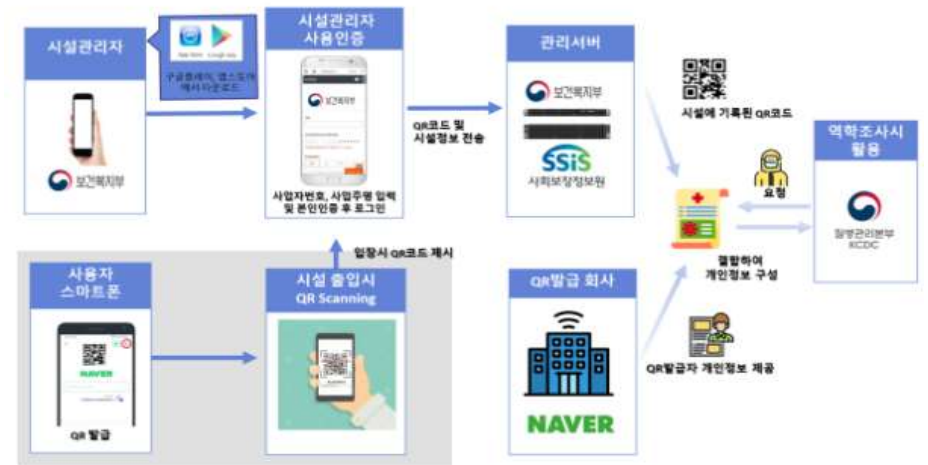 시설관리자
구글플레이, 앱스토어
에서 다운로드
보건복지부
시설관리자
사용인증
보건복지부
사업자번호, 사업주명 입력
및 본인인증 후 로그인
QR코드 및
시설정보 전송
관리서버
보건복지부
SSiS
사회보장정보원
시설에 기록된 QR코드
역학조사시
활용
요청
질병관리본부
KCDC
결합하여
개인정보 구성
입장시 QR코드 제시
사용자
스마트폰
NAVER
QR 발급
시설 출입시
QR Scanning
QR발급 회사
NAVER
QR발급자 개인정보 제공